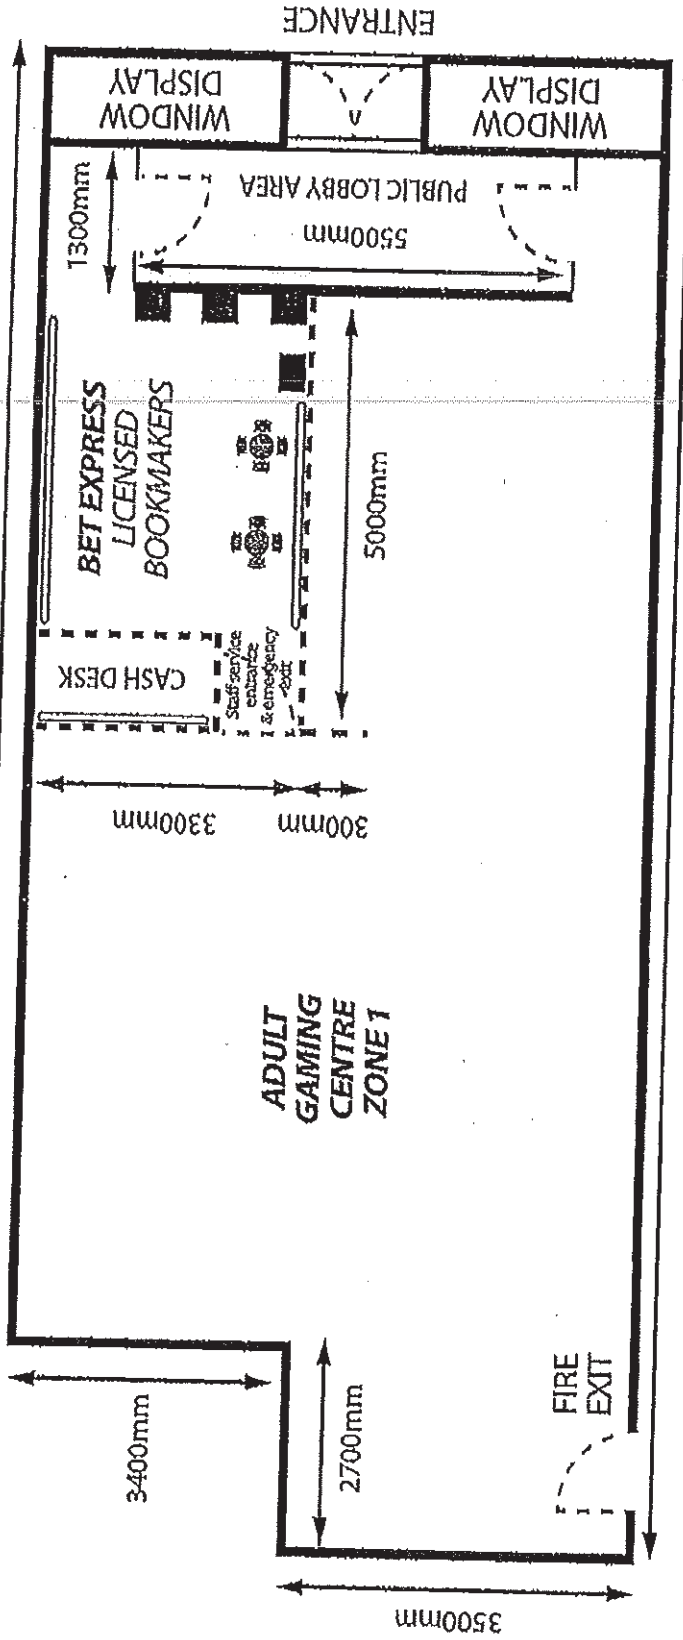 ENTRANCE
WINDOW
DISPLAY
WINDOW
DISPLAY
PUBLIC LOBBY AREA
1300mm
5500mm
BET EXPRESS
LICENSED
BOOKMAKERS
5000mm
CASH DESK
Staff service
entrance
& emergency
exit
3300mm
300mm
ADULT
GAMING
CENTRE
ZONE 1
3400mm
2700mm
FIRE
EXIT
3500mm